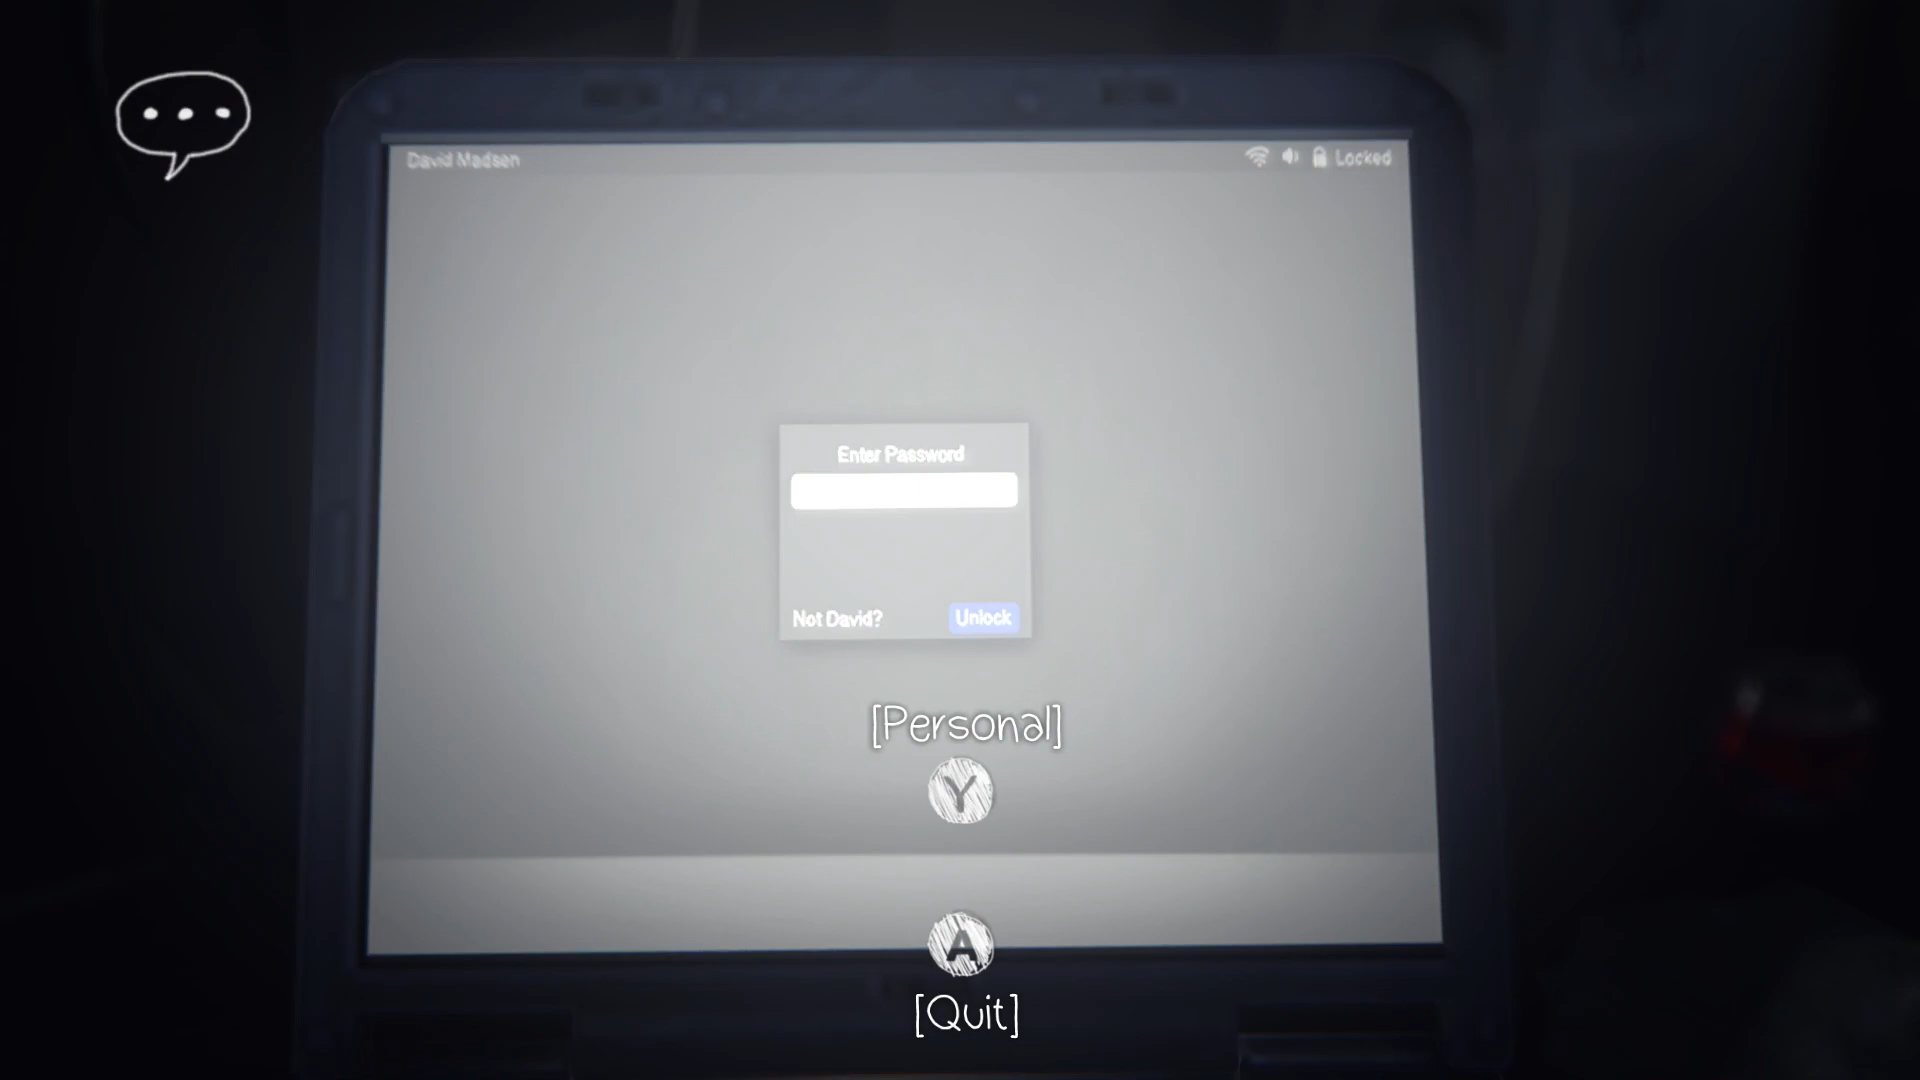 David Madsen
Locked
Enter Password
Not David?
Unlock
[Personal]
Y
A
[Quit]